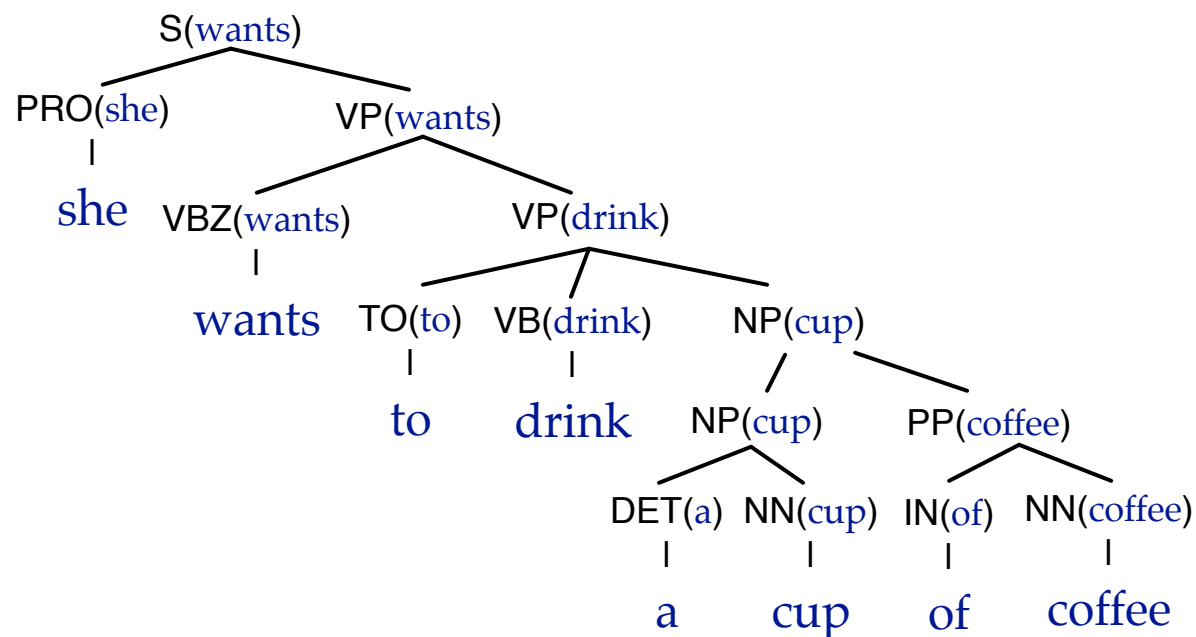 S(wants)
PRO(she) VP(wants)
she VBZ(wants) VP(drink)
wants TO(to) VB(drink) NP(cup)
to drink NP(cup) PP(coffee)
DET(a) NN(cup) IN(of) NN(coffee)
a cup of coffee